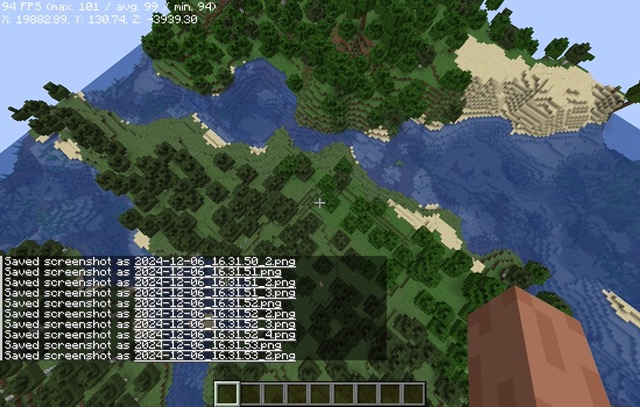 94 FPS (max. 101 / avg. 99 / min. 94)
X: 19882.89, Y: 130.74, Z: -3939.30
Saved screenshot as 2024-12-06_16.31.50_2.png
Saved screenshot as 2024-12-06_16.31.51.png
Saved screenshot as 2024-12-06_16.31.51_2.png
Saved screenshot as 2024-12-06_16.31.51_3.png
Saved screenshot as 2024-12-06_16.31.52.png
Saved screenshot as 2024-12-06_16.31.52_2.png
Saved screenshot as 2024-12-06_16.31.52_3.png
Saved screenshot as 2024-12-06_16.31.52_4.png
Saved screenshot as 2024-12-06_16.31.53.png
Saved screenshot as 2024-12-06_16.31.53_2.png